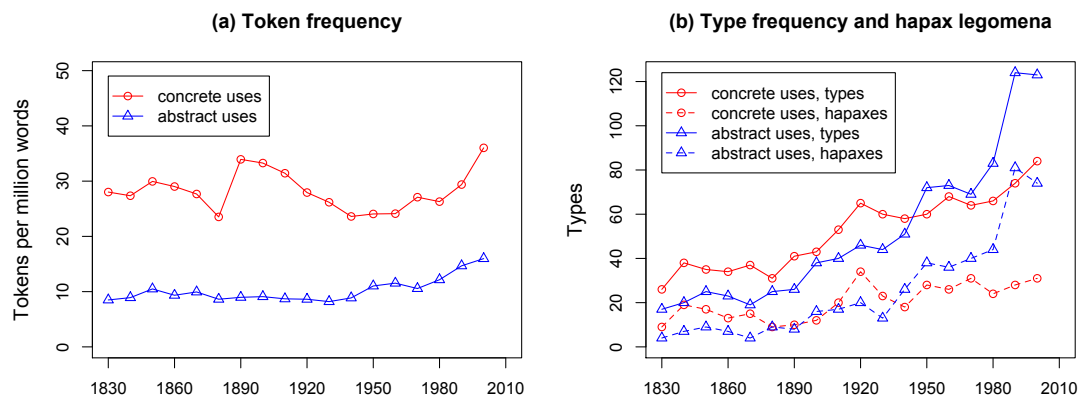 (a) Token frequency
Tokens per million words
50
40
30
20
10
0
concrete uses
abstract uses
1830 1860 1890 1920 1950 1980 2010
(b) Type frequency and hapax legomena
Types
120
100
80
60
40
20
0
concrete uses, types
concrete uses, hapaxes
abstract uses, types
abstract uses, hapaxes
1830 1860 1890 1920 1950 1980 2010